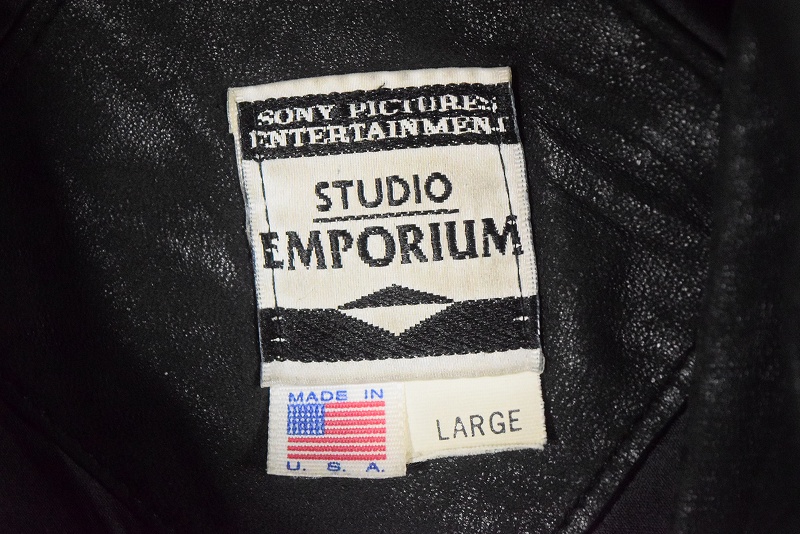 SONY PICTURES
ENTERTAINMENT
STUDIO
EMPORIUM
MADE IN
U. S. A.
LARGE